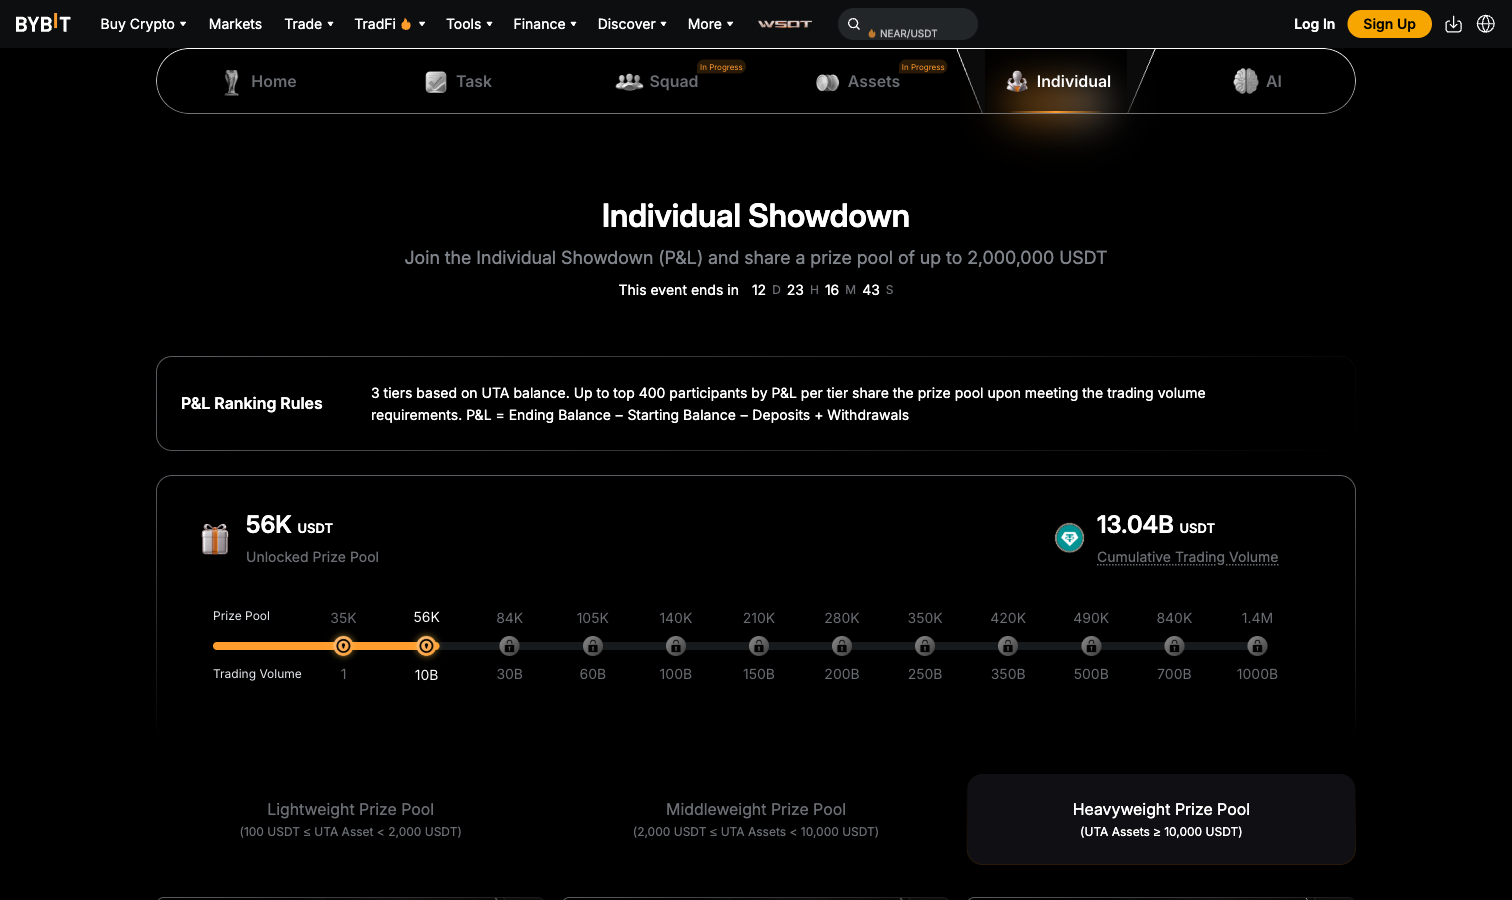 BYBIT Buy Crypto Markets Trade TradFi Tools Finance Discover More WSOT NEAR/USDT Log In Sign Up
Home Task Squad In Progress Assets In Progress Individual AI
Individual Showdown
Join the Individual Showdown (P&L) and share a prize pool of up to 2,000,000 USDT
This event ends in 12 D 23 H 16 M 43 S
P&L Ranking Rules
3 tiers based on UTA balance. Up to top 400 participants by P&L per tier share the prize pool upon meeting the trading volume
requirements. P&L = Ending Balance – Starting Balance – Deposits + Withdrawals
56K USDT
Unlocked Prize Pool
13.04B USDT
Cumulative Trading Volume
Prize Pool 35K 56K 84K 105K 140K 210K 280K 350K 420K 490K 840K 1.4M
Trading Volume 1 10B 30B 60B 100B 150B 200B 250B 350B 500B 700B 1000B
Lightweight Prize Pool
(100 USDT ≤ UTA Asset < 2,000 USDT)
Middleweight Prize Pool
(2,000 USDT ≤ UTA Assets < 10,000 USDT)
Heavyweight Prize Pool
(UTA Assets ≥ 10,000 USDT)